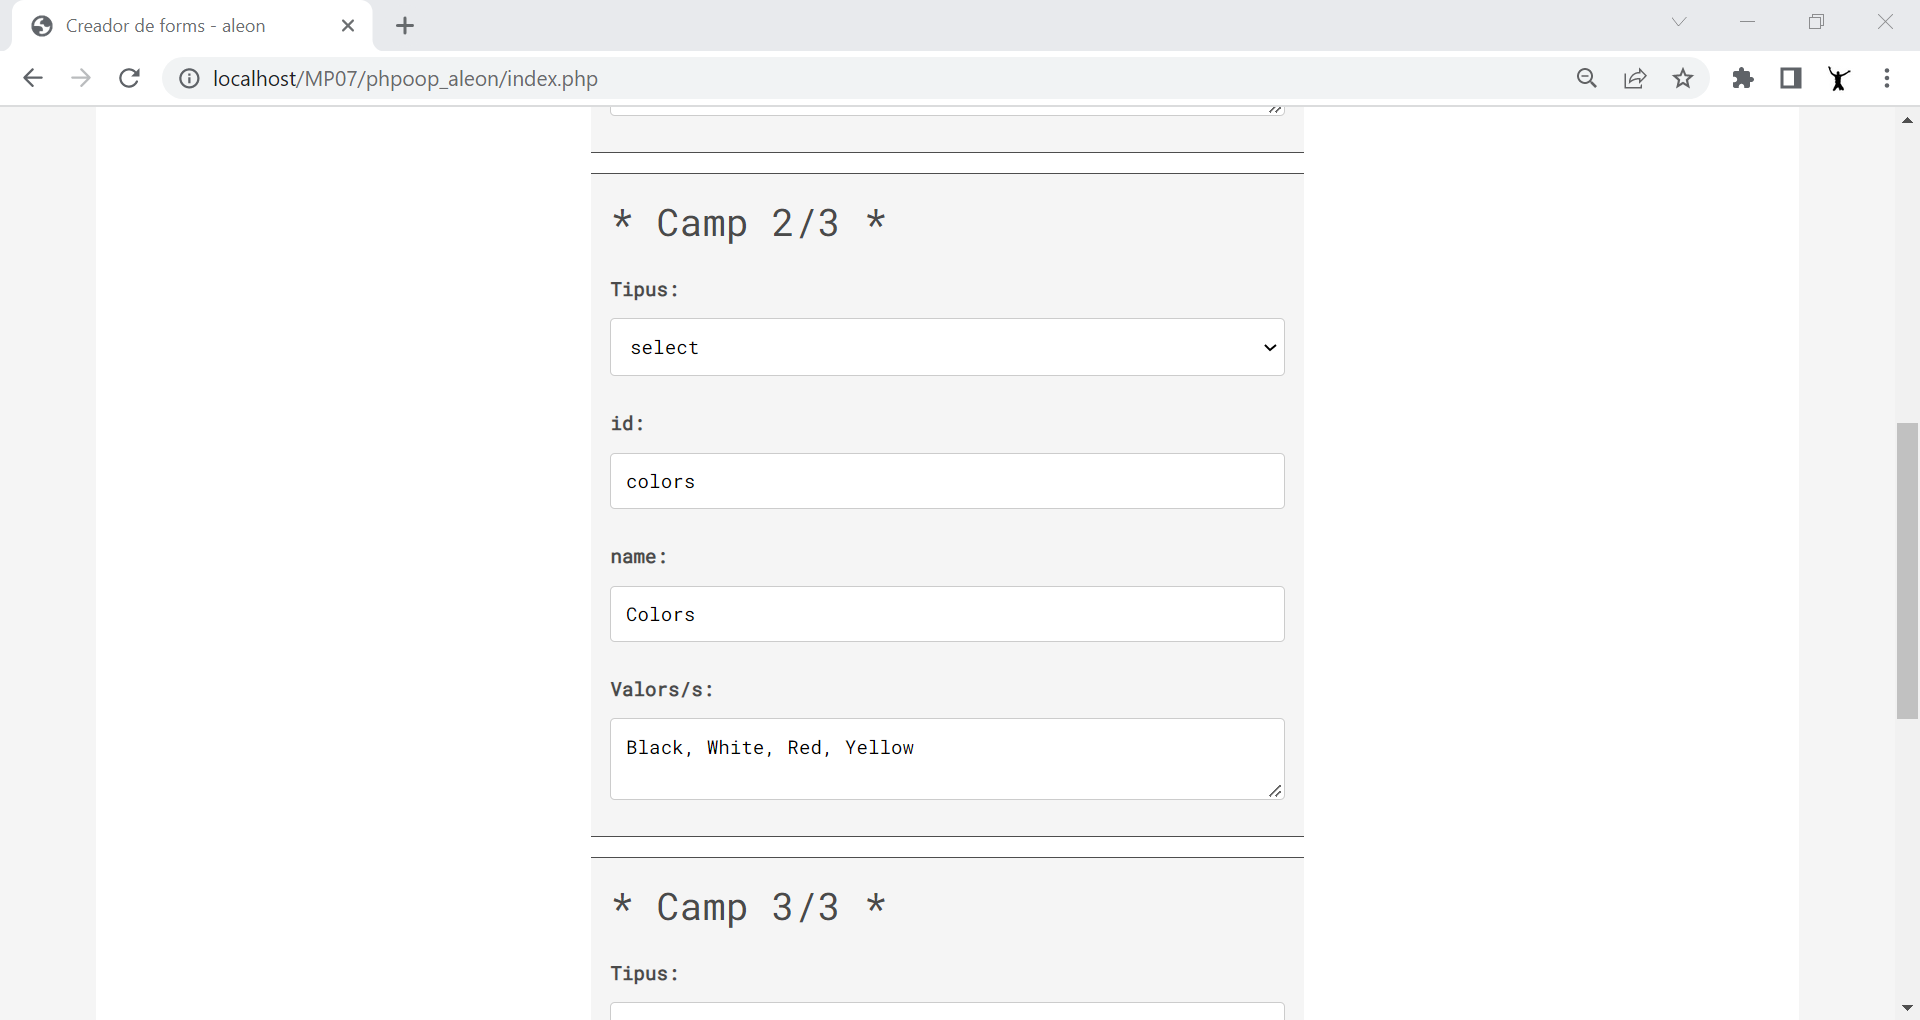 Creador de forms - aleon
localhost/MP07/phpoop_aleon/index.php
* Camp 2/3 *
Tipus:
select
id:
colors
name:
Colors
Valors/s:
Black, White, Red, Yellow
* Camp 3/3 *
Tipus: